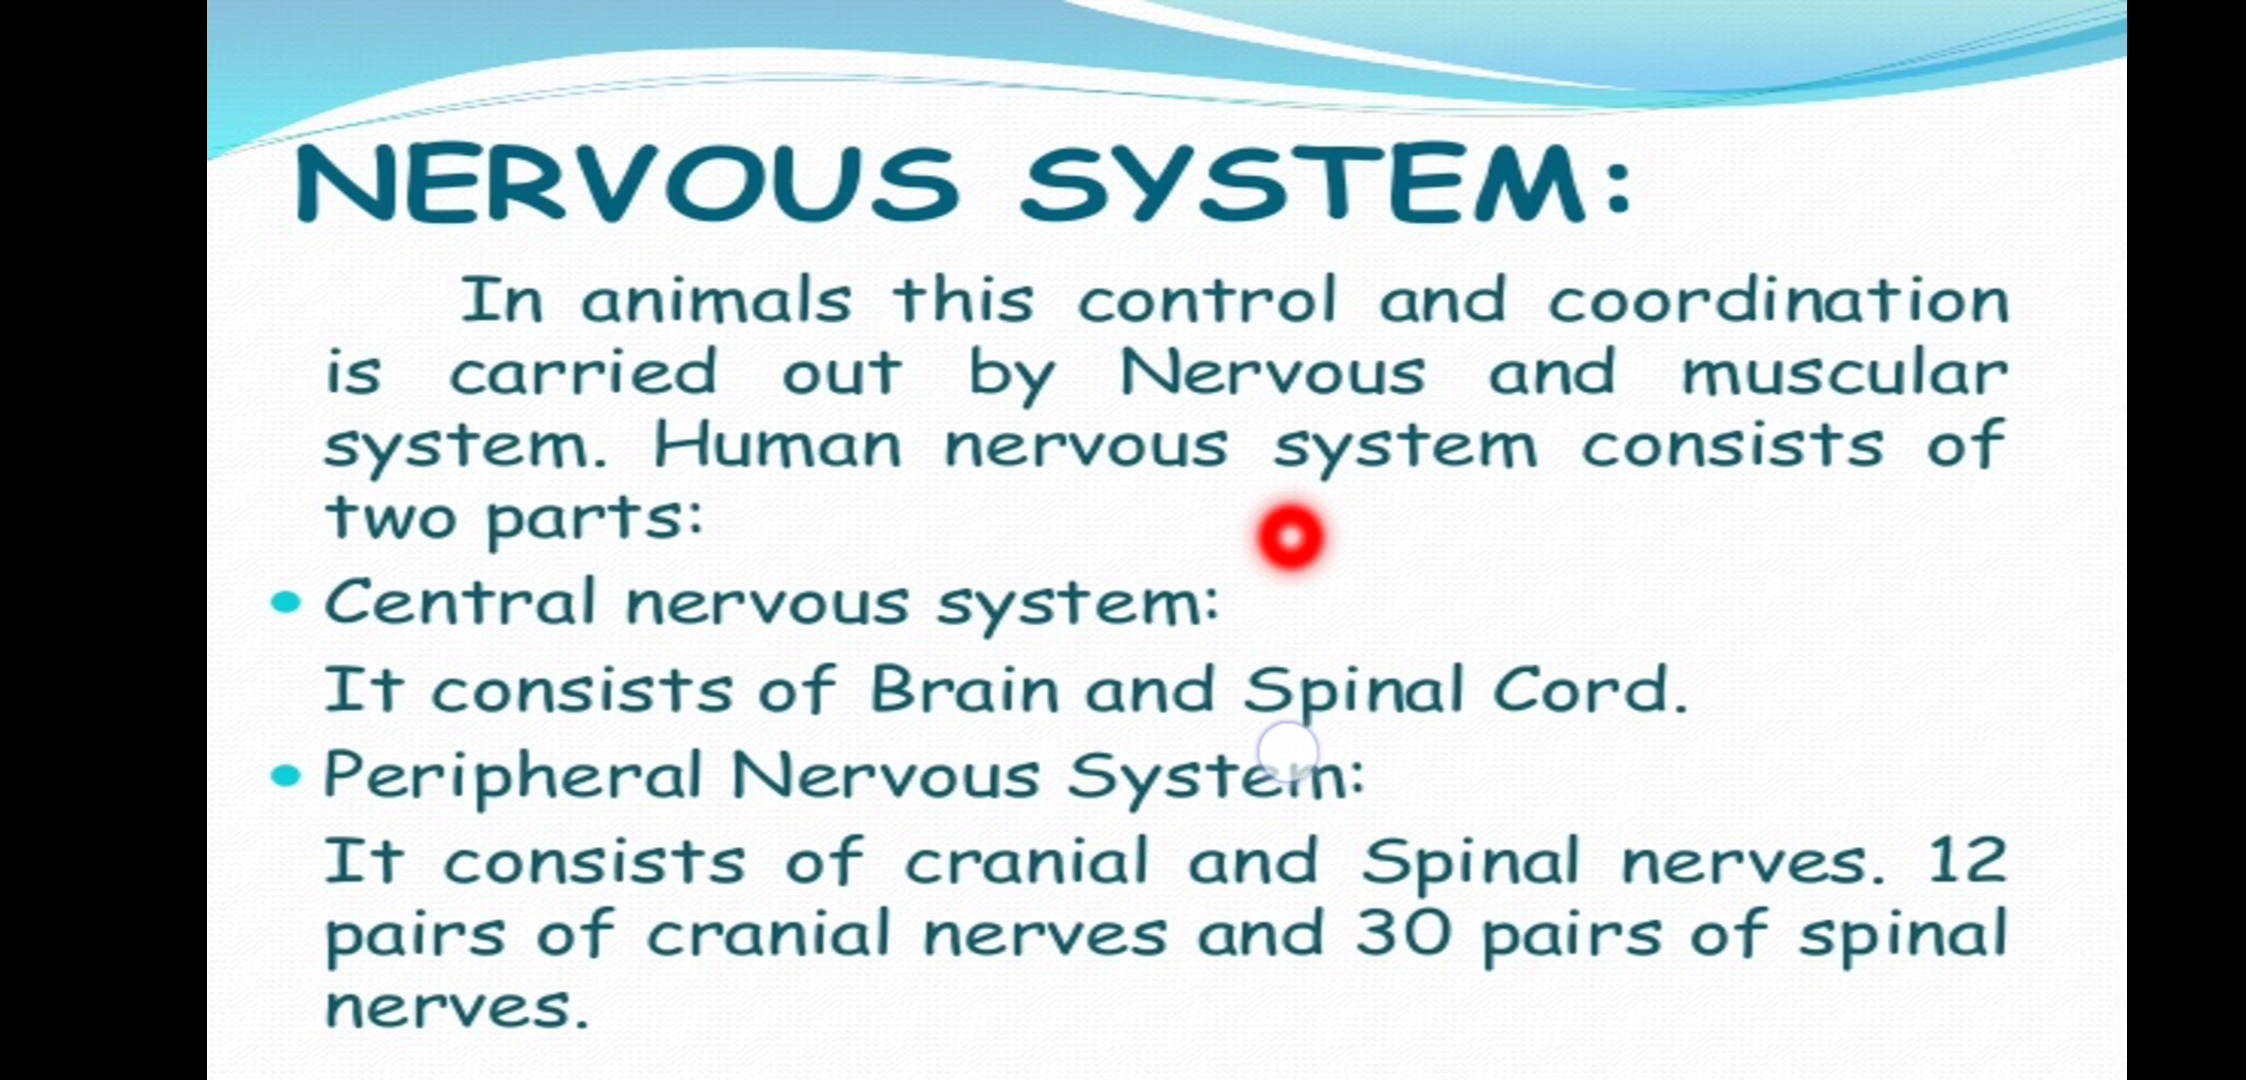 NERVOUS SYSTEM:
In animals this control and coordination
is carried out by Nervous and muscular
system. Human nervous system consists of
two parts:
• Central nervous system:
It consists of Brain and Spinal Cord.
• Peripheral Nervous System:
It consists of cranial and Spinal nerves. 12
pairs of cranial nerves and 30 pairs of spinal
nerves.